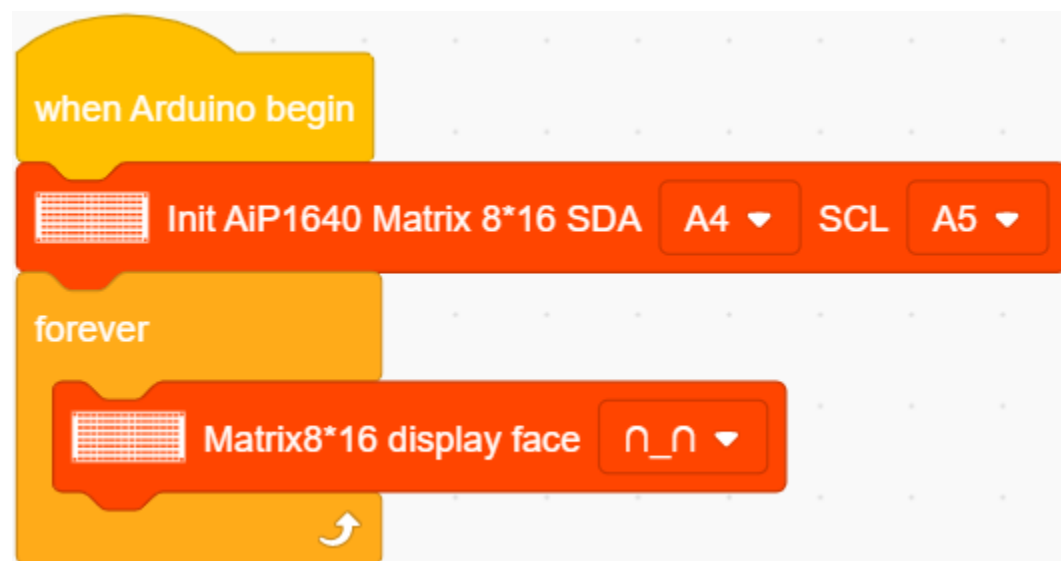 when Arduino begin
Init AiP1640 Matrix 8*16 SDA A4 SCL A5
forever
Matrix8*16 display face ∩_∩